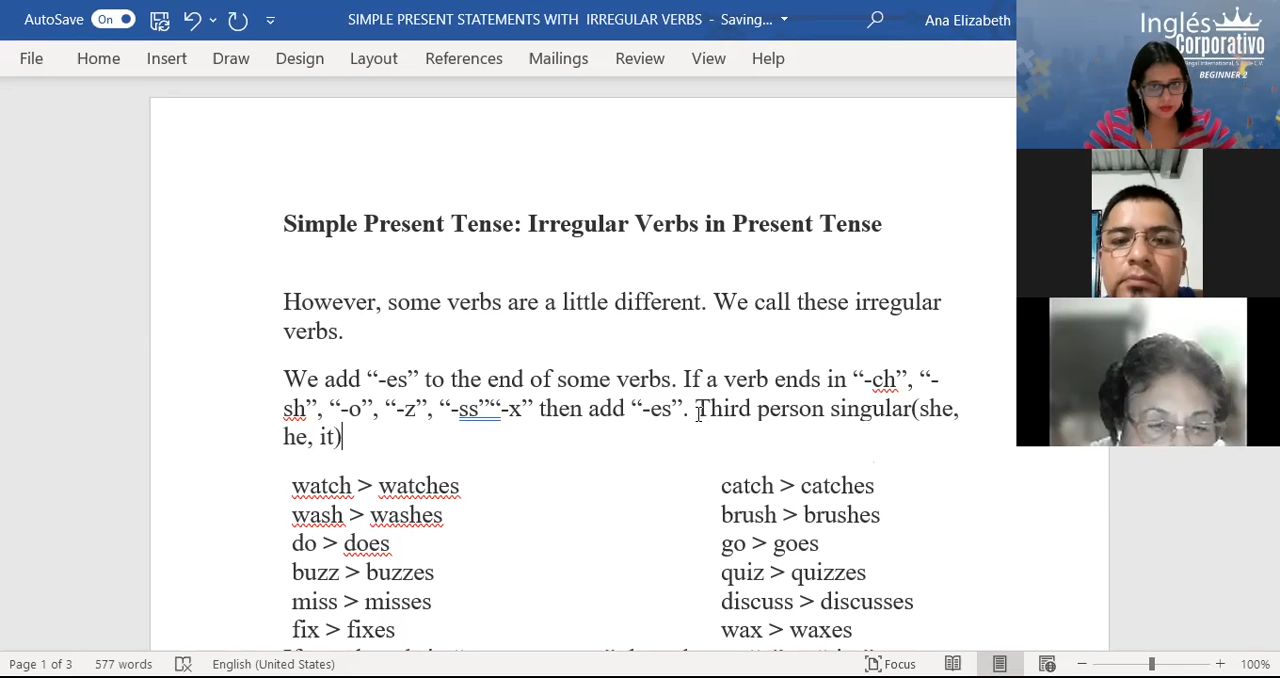 AutoSave On SIMPLE PRESENT STATEMENTS WITH IRREGULAR VERBS - Saving... Ana Elizabeth
File Home Insert Draw Design Layout References Mailings Review View Help
Inglés
Corporativo
BEGINNER 2
Simple Present Tense: Irregular Verbs in Present Tense
However, some verbs are a little different. We call these irregular
verbs.
We add “-es” to the end of some verbs. If a verb ends in “-ch”, “-
sh”, “-o”, “-z”, “-ss”“-x” then add “-es”. Third person singular(she,
he, it)
watch > watches catch > catches
wash > washes brush > brushes
do > does go > goes
buzz > buzzes quiz > quizzes
miss > misses discuss > discusses
fix > fixes wax > waxes
Page 1 of 3 577 words English (United States) Focus 100%